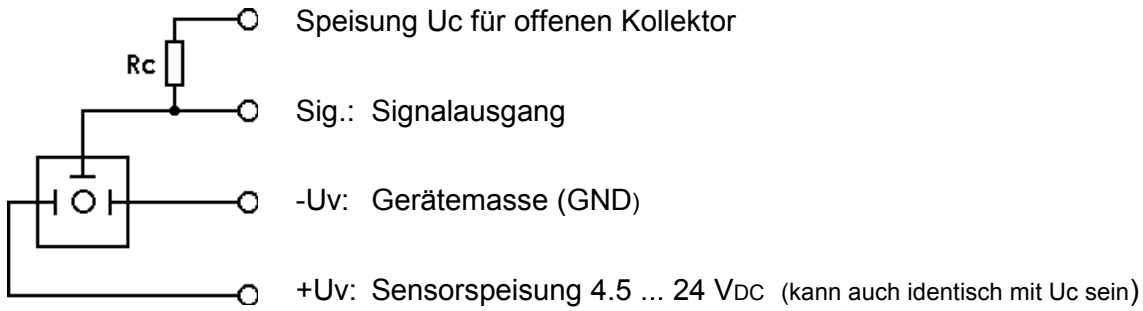 Speisung Uc für offenen Kollektor
Rc
Sig.: Signalausgang
-Uv: Gerätemasse (GND)
+Uv: Sensorspeisung 4.5 ... 24 VDC (kann auch identisch mit Uc sein)